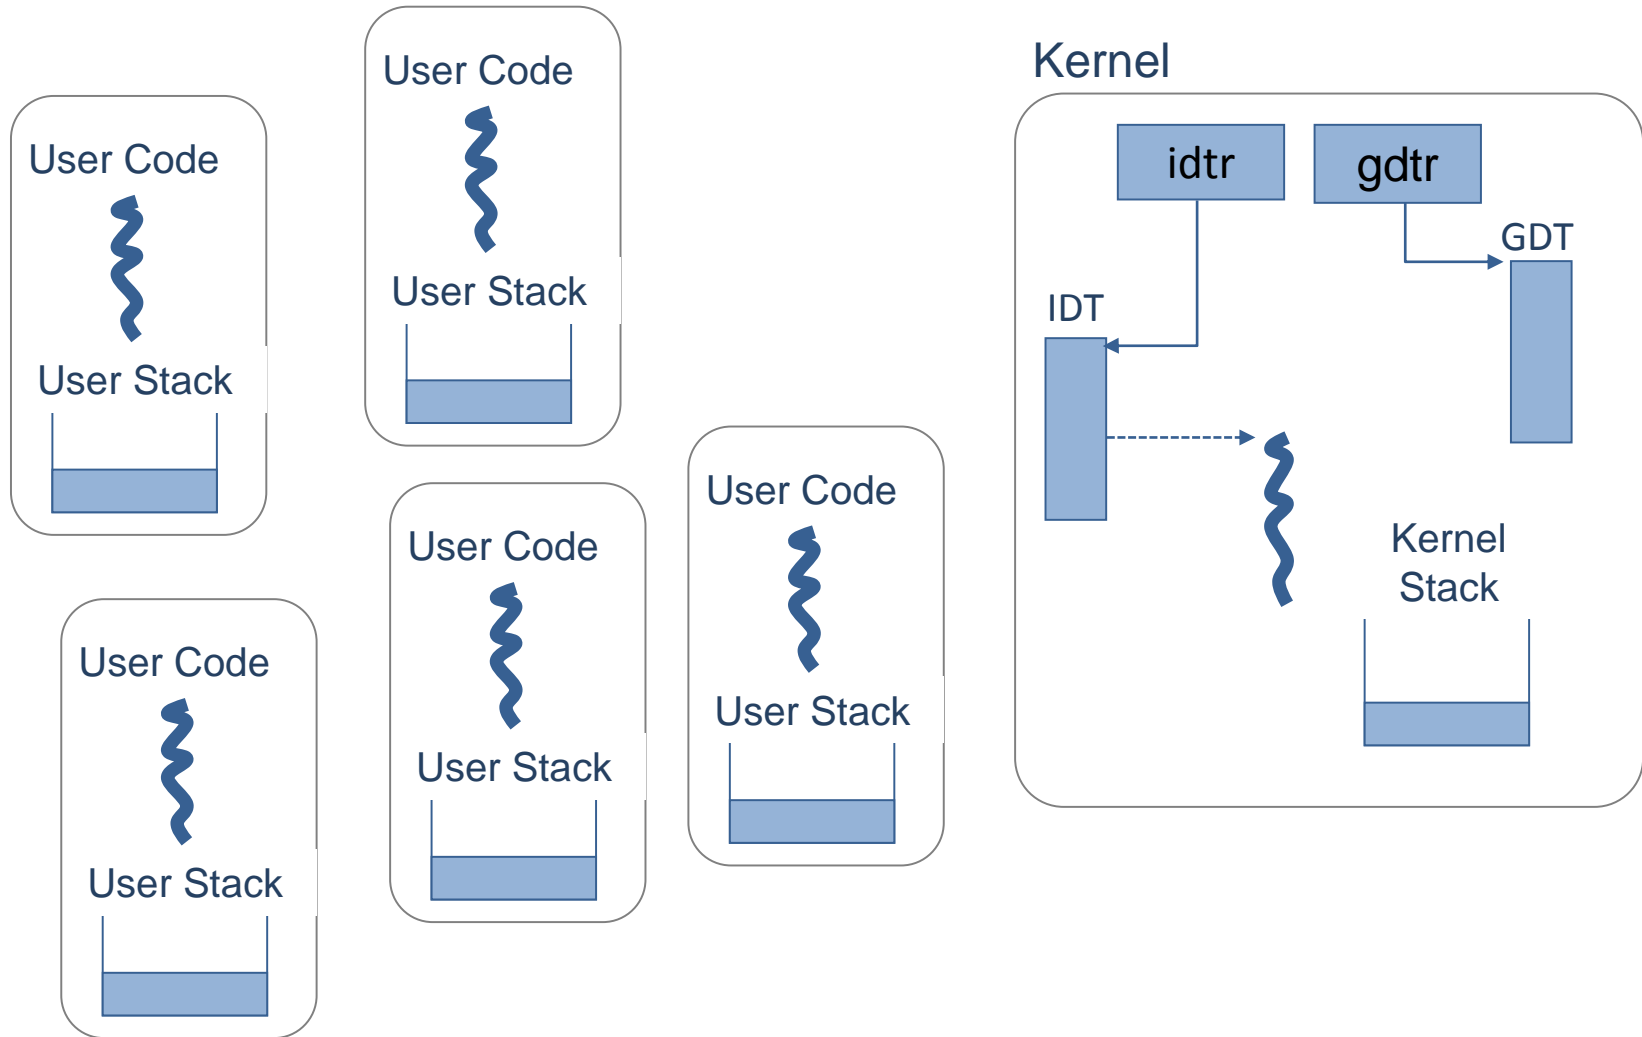 User Code
User Stack
User Code
User Stack
User Code
User Stack
User Code
User Stack
User Code
User Stack
Kernel
idtr
gdtr
GDT
IDT
Kernel
Stack